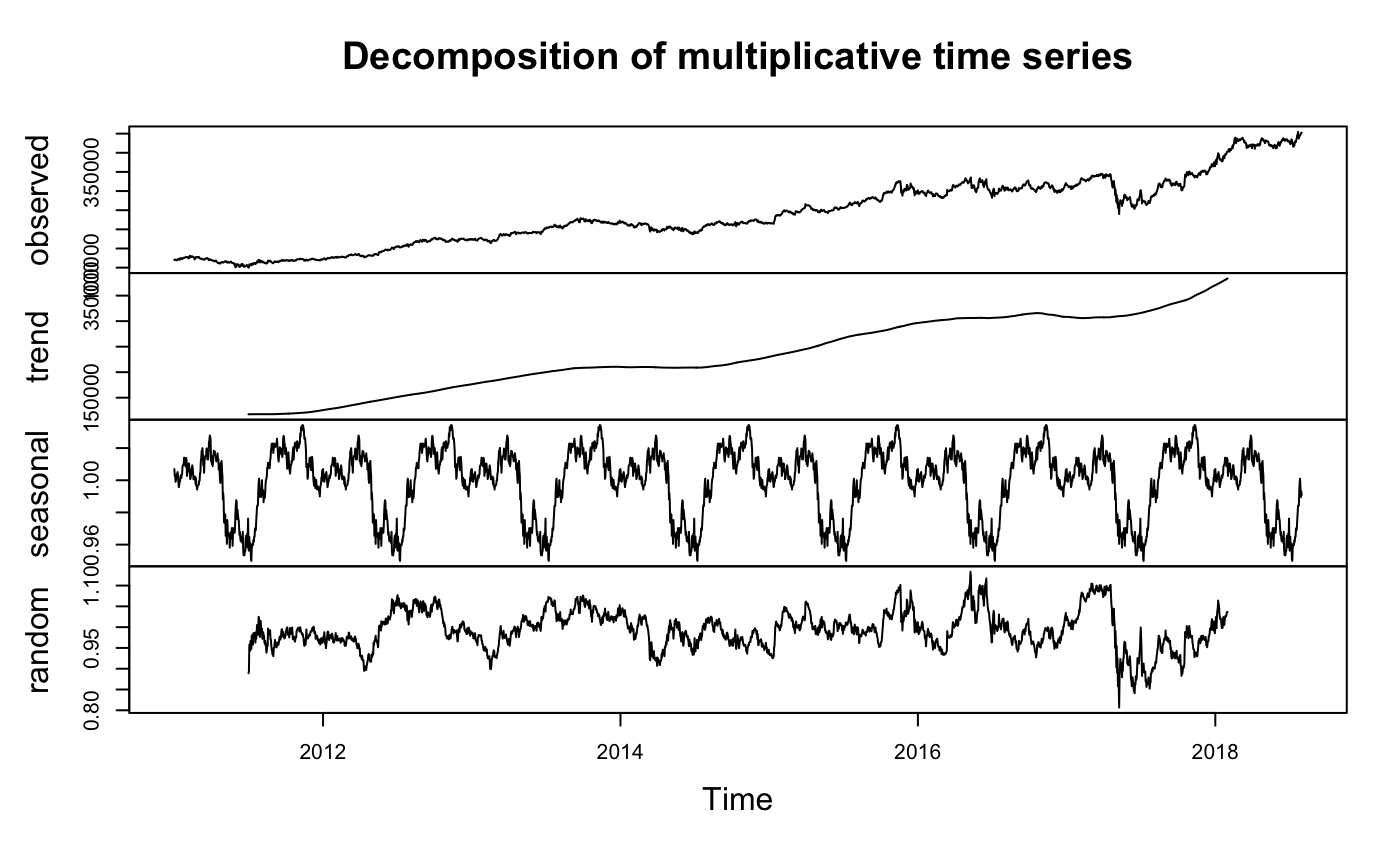 Decomposition of multiplicative time series
observed
350000
trend
150000
350000
seasonal
0.96
1.00
random
0.80
0.95
1.10
2012
2014
2016
2018
Time